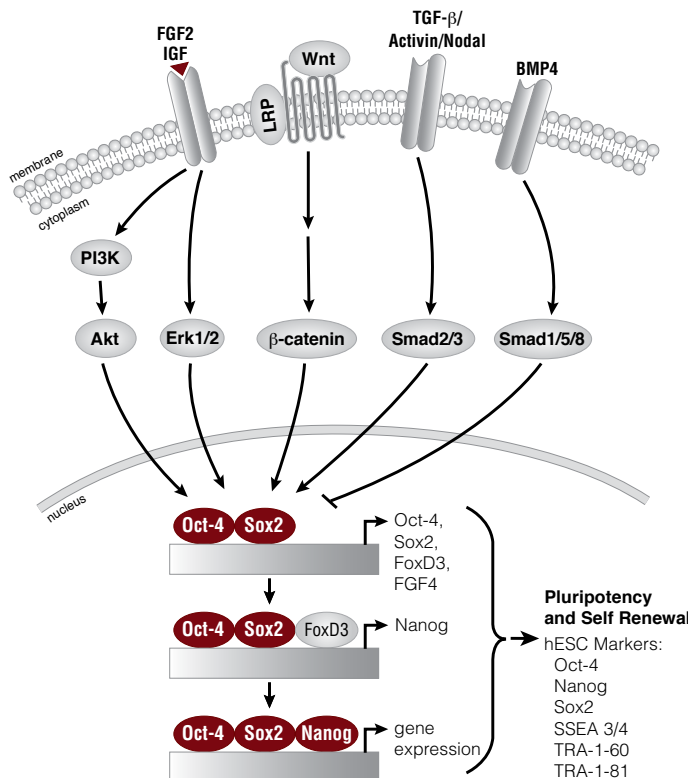 FGF2
IGF
Wnt
LRP
TGF-β/
Activin/Nodal
BMP4
membrane
cytoplasm
PI3K
Akt
Erk1/2
β-catenin
Smad2/3
Smad1/5/8
nucleus
Oct-4
Sox2
Oct-4,
Sox2,
FoxD3,
FGF4
Oct-4
Sox2
FoxD3
Nanog
Oct-4
Sox2
Nanog
gene
expression
Pluripotency
and Self Renewal
hESC Markers:
Oct-4
Nanog
Sox2
SSEA 3/4
TRA-1-60
TRA-1-81